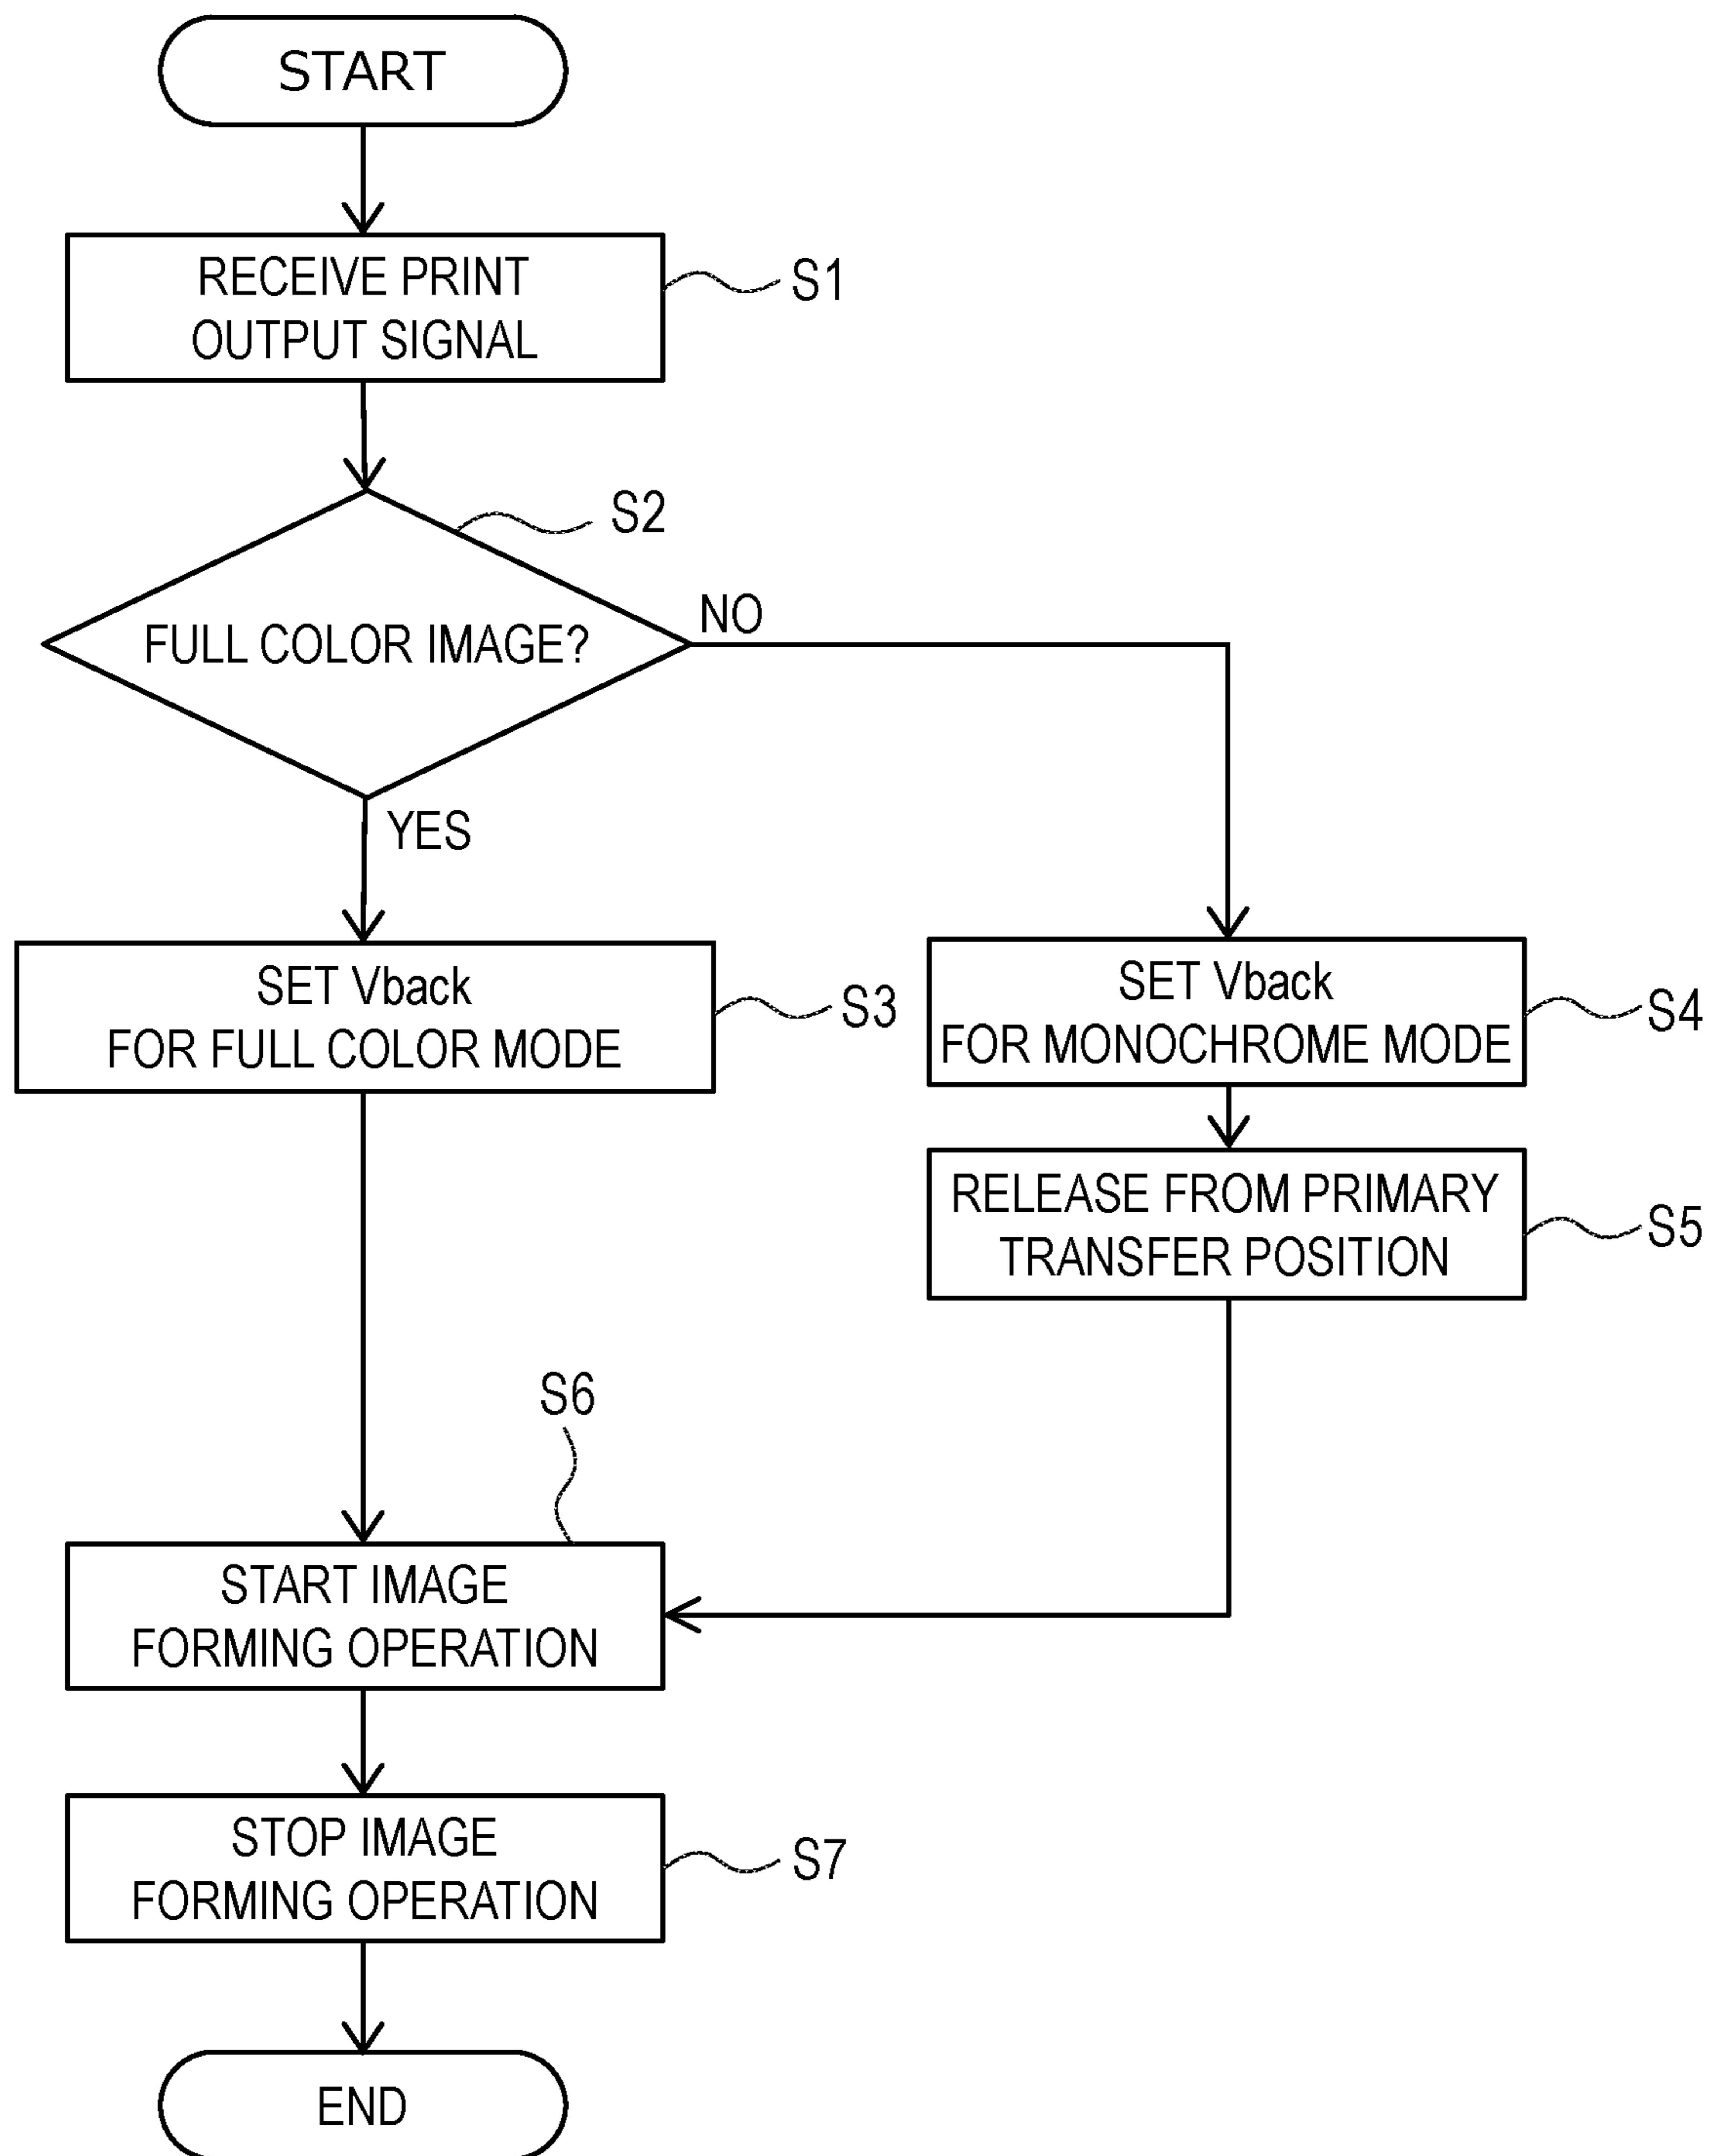 START
RECEIVE PRINT
OUTPUT SIGNAL
S1
S2
FULL COLOR IMAGE?
NO
YES
SET Vback
FOR FULL COLOR MODE
S3
SET Vback
FOR MONOCHROME MODE
S4
RELEASE FROM PRIMARY
TRANSFER POSITION
S5
S6
START IMAGE
FORMING OPERATION
STOP IMAGE
FORMING OPERATION
S7
END